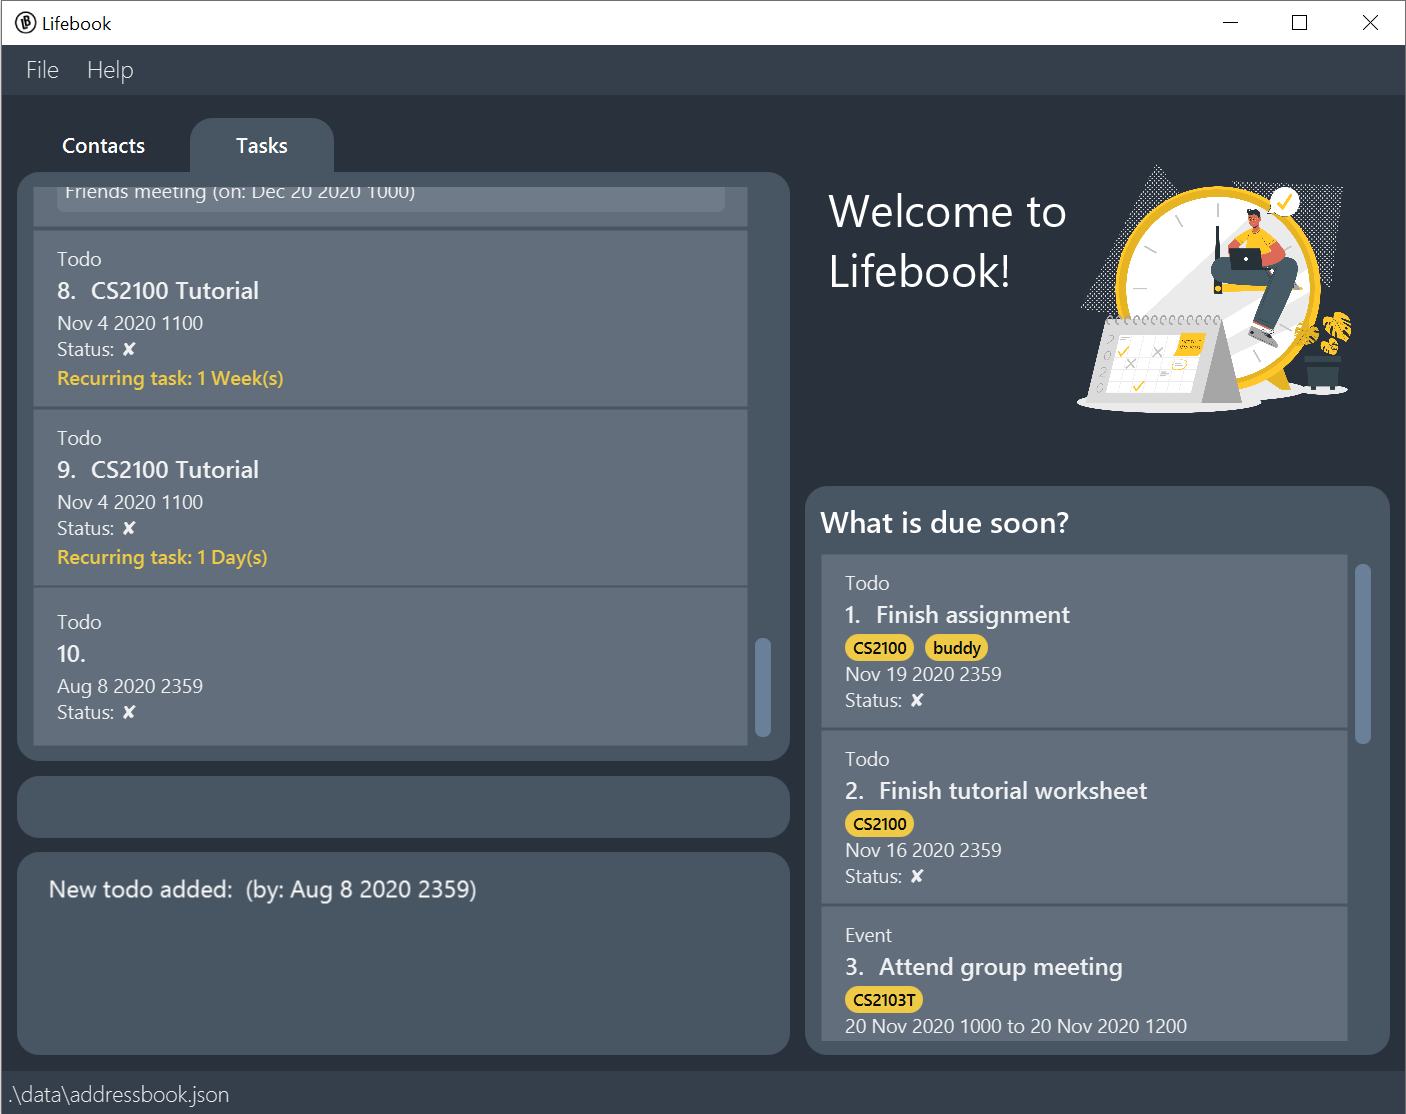 Lifebook
File Help
Contacts Tasks
Friends meeting (on: Dec 20 2020 1000)
Todo
8. CS2100 Tutorial
Nov 4 2020 1100
Status: ✘
Recurring task: 1 Week(s)
Todo
9. CS2100 Tutorial
Nov 4 2020 1100
Status: ✘
Recurring task: 1 Day(s)
Todo
10.
Aug 8 2020 2359
Status: ✘
New todo added:  (by: Aug 8 2020 2359)
Welcome to
Lifebook!
2
0
2
0
What is due soon?
Todo
1. Finish assignment
CS2100 buddy
Nov 19 2020 2359
Status: ✘
Todo
2. Finish tutorial worksheet
CS2100
Nov 16 2020 2359
Status: ✘
Event
3. Attend group meeting
CS2103T
20 Nov 2020 1000 to 20 Nov 2020 1200
.\data\addressbook.json